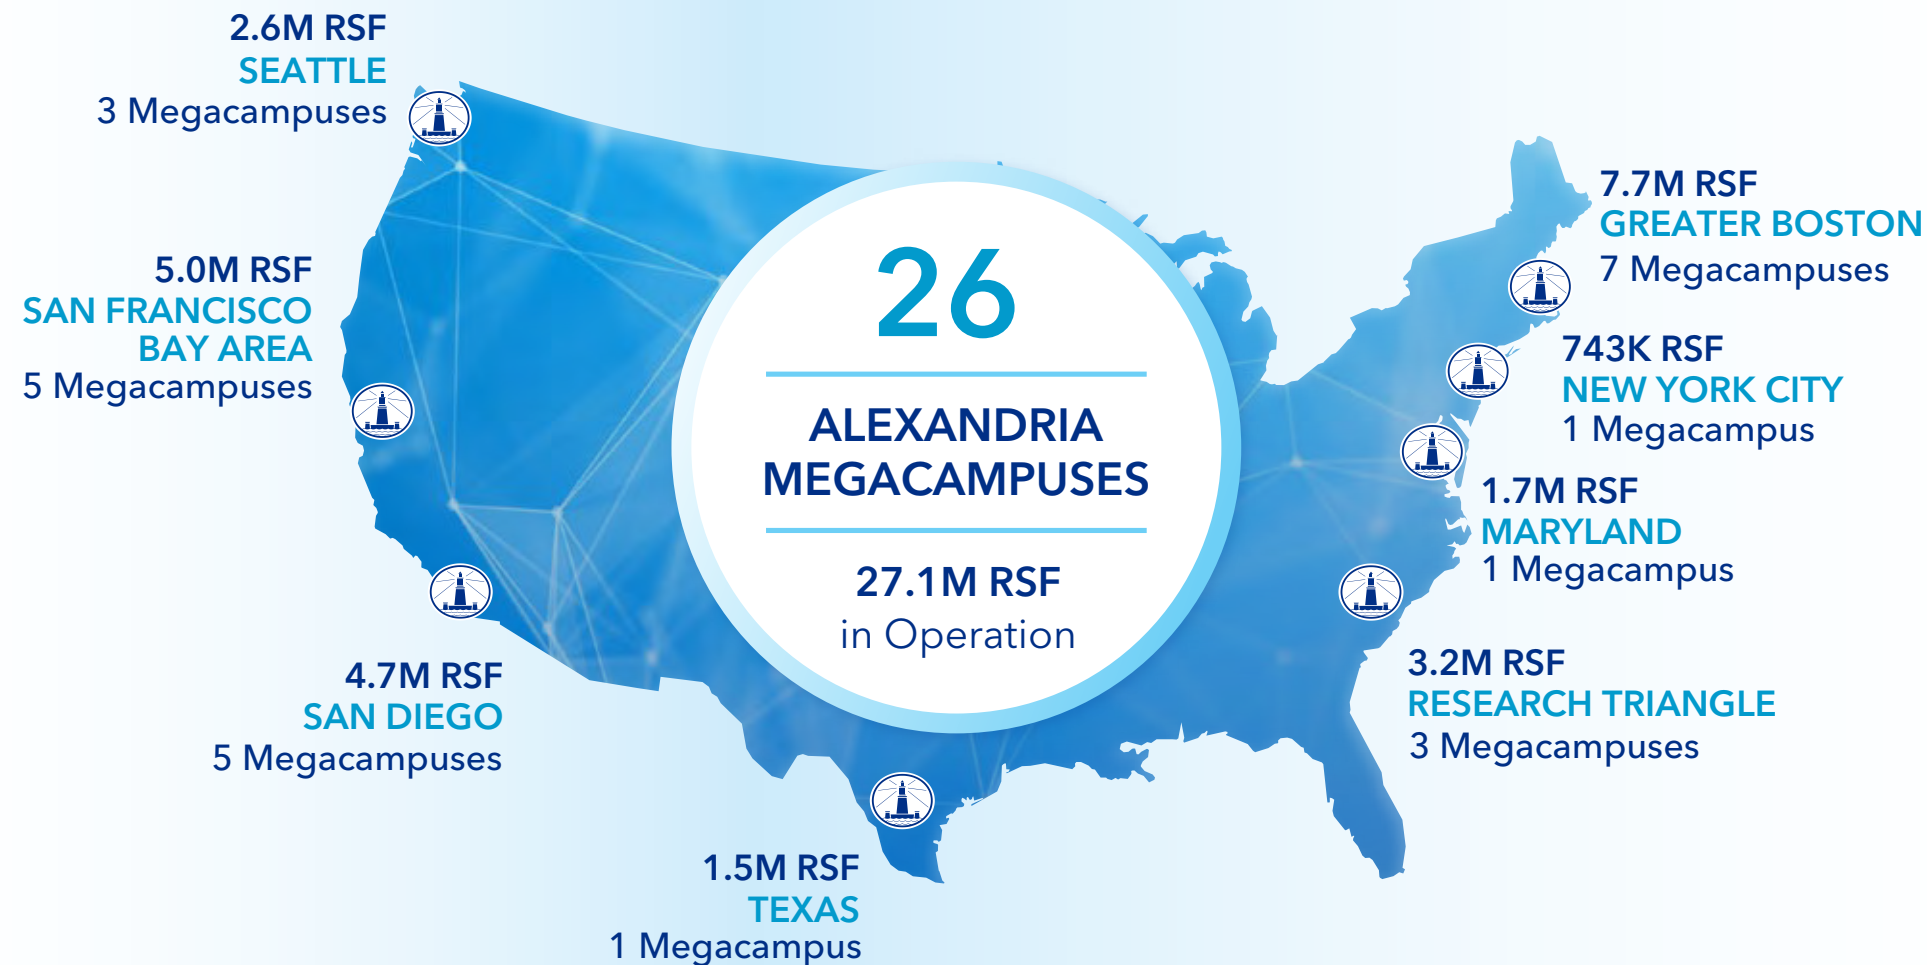 2.6M RSF
SEATTLE
3 Megacampuses
5.0M RSF
SAN FRANCISCO
BAY AREA
5 Megacampuses
4.7M RSF
SAN DIEGO
5 Megacampuses
1.5M RSF
TEXAS
1 Megacampus
26
ALEXANDRIA
MEGACAMPUSES
27.1M RSF
in Operation
7.7M RSF
GREATER BOSTON
7 Megacampuses
743K RSF
NEW YORK CITY
1 Megacampus
1.7M RSF
MARYLAND
1 Megacampus
3.2M RSF
RESEARCH TRIANGLE
3 Megacampuses